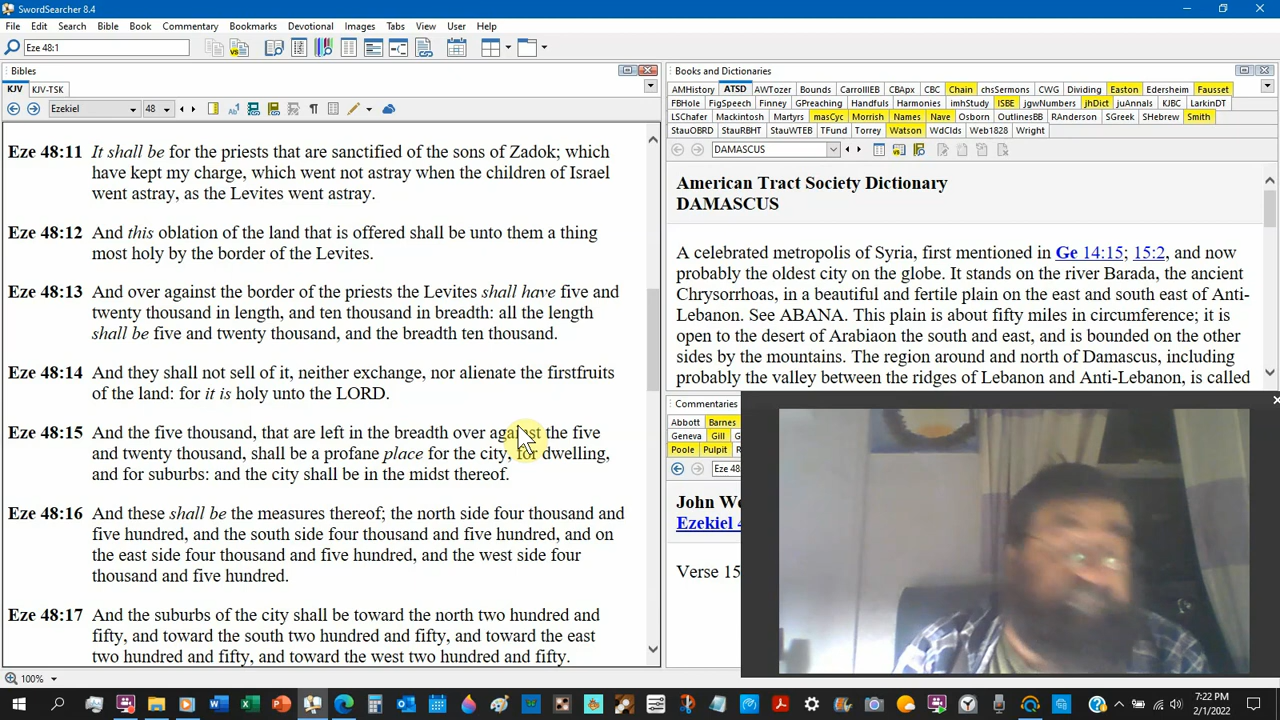 SwordSearcher 8.4
File Edit Search Bible Book Commentary Bookmarks Devotional Images Tabs View User Help
Eze 48:1
Bibles
KJV KJV-TSK
Ezekiel 48
Eze 48:11 It shall be for the priests that are sanctified of the sons of Zadok; which
have kept my charge, which went not astray when the children of Israel
went astray, as the Levites went astray.
Eze 48:12 And this oblation of the land that is offered shall be unto them a thing
most holy by the border of the Levites.
Eze 48:13 And over against the border of the priests the Levites shall have five and
twenty thousand in length, and ten thousand in breadth: all the length
shall be five and twenty thousand, and the breadth ten thousand.
Eze 48:14 And they shall not sell of it, neither exchange, nor alienate the firstfruits
of the land: for it is holy unto the LORD.
Eze 48:15 And the five thousand, that are left in the breadth over against the five
and twenty thousand, shall be a profane place for the city, for dwelling,
and for suburbs: and the city shall be in the midst thereof.
Eze 48:16 And these shall be the measures thereof; the north side four thousand and
five hundred, and the south side four thousand and five hundred, and on
the east side four thousand and five hundred, and the west side four
thousand and five hundred.
Eze 48:17 And the suburbs of the city shall be toward the north two hundred and
fifty, and toward the south two hundred and fifty, and toward the east
two hundred and fifty, and toward the west two hundred and fifty.
100%
Books and Dictionaries
AMHistory ATSD AWTozer Bounds CarrollIEB CBApx CBC Chain chsSermons CWG Dividing Easton Edersheim Fausset
FBHole FigSpeech Finney GPreaching Handfuls Harmonies imhStudy ISBE jgwNumbers jhDict juAnnals KJBC LarkinDT
LSChafer Mackintosh Martyrs masCyc Morrish Names Nave Osborn OutlinesBB RAnderson SGreek SHebrew Smith
StauOBRD StauRBHT StauWTEB TFund Torrey Watson WdClds Web1828 Wright
DAMASCUS
American Tract Society Dictionary
DAMASCUS
A celebrated metropolis of Syria, first mentioned in Ge 14:15; 15:2, and now
probably the oldest city on the globe. It stands on the river Barada, the ancient
Chrysorrhoas, in a beautiful and fertile plain on the east and south east of Anti-
Lebanon. See ABANA. This plain is about fifty miles in circumference; it is
open to the desert of Arabiaon the south and east, and is bounded on the other
sides by the mountains. The region around and north of Damascus, including
probably the valley between the ridges of Lebanon and Anti-Lebanon, is called
Commentaries
Abbott Barnes
Geneva Gill
Poole Pulpit
Eze
John
Ezekiel
Verse 15
7:22 PM
2/1/2022